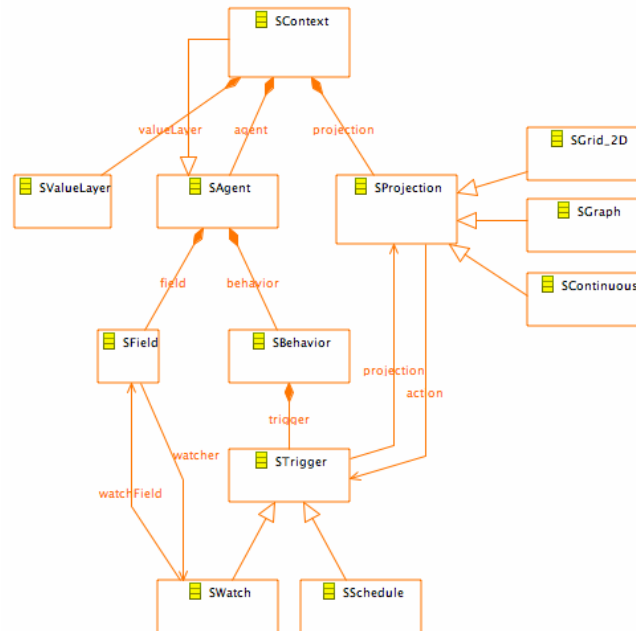 SContext
valueLayer
agent
projection
SGrid_2D
SValueLayer
SAgent
SProjection
SGraph
field
behavior
SContinuous
SField
SBehavior
projection
action
trigger
watcher
STrigger
watchField
SWatch
SSchedule